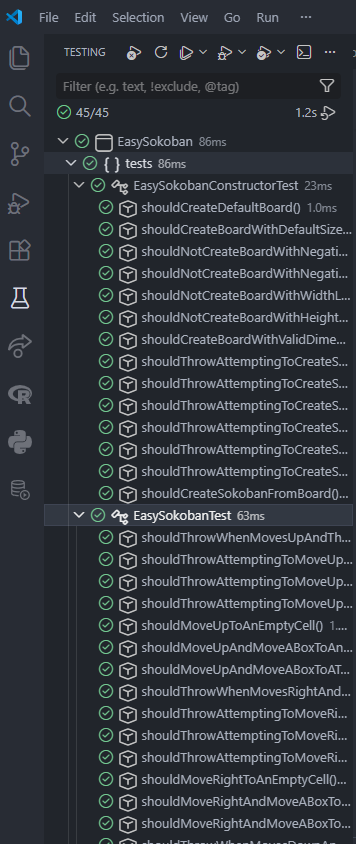 File Edit Selection View Go Run ···
TESTING ···
Filter (e.g. text, !exclude, @tag)
45/45 1.2s
EasySokoban 86ms
{ } tests 86ms
EasySokobanConstructorTest 23ms
shouldCreateDefaultBoard() 1.0ms
shouldCreateBoardWithDefaultSize...
shouldNotCreateBoardWithNegati...
shouldNotCreateBoardWithNegati...
shouldNotCreateBoardWithWidthL...
shouldNotCreateBoardWithHeight...
shouldCreateBoardWithValidDime...
shouldThrowAttemptingToCreateS...
shouldThrowAttemptingToCreateS...
shouldThrowAttemptingToCreateS...
shouldThrowAttemptingToCreateS...
shouldThrowAttemptingToCreateS...
shouldThrowAttemptingToCreateS...
shouldCreateSokobanFromBoard()...
EasySokobanTest 63ms
shouldThrowWhenMovesUpAndTh...
shouldThrowAttemptingToMoveUp...
shouldThrowAttemptingToMoveUp...
shouldThrowAttemptingToMoveUp...
shouldMoveUpToAnEmptyCell() 1....
shouldMoveUpAndMoveABoxToAn...
shouldMoveUpAndMoveABoxToAT...
shouldThrowWhenMovesRightAnd...
shouldThrowAttemptingToMoveRi...
shouldThrowAttemptingToMoveRi...
shouldThrowAttemptingToMoveRi...
shouldMoveRightToAnEmptyCell()...
shouldMoveRightAndMoveABoxTo...
shouldMoveRightAndMoveABoxTo...
shouldThrowWhenMovesDownAn...